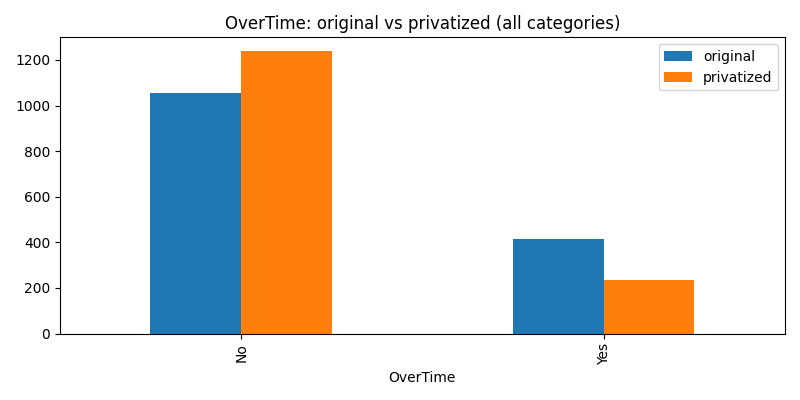 OverTime: original vs privatized (all categories)
original
privatized
1200
1000
800
600
400
200
0
No
Yes
OverTime